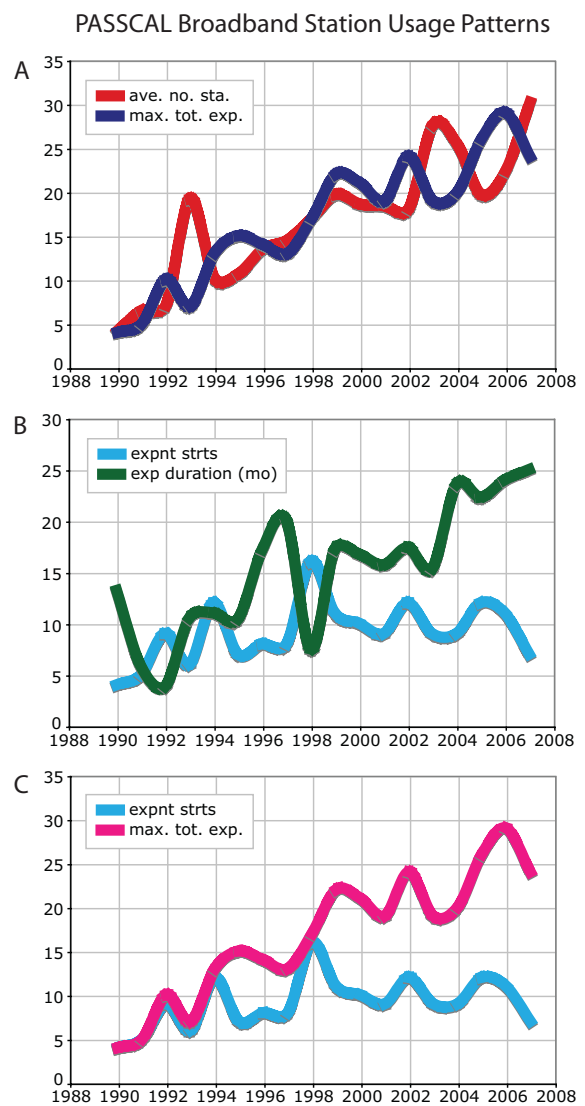 PASSCAL Broadband Station Usage Patterns
A
35
30
25
20
15
10
5
0
ave. no. sta.
max. tot. exp.
1988 1990 1992 1994 1996 1998 2000 2002 2004 2006 2008
B
30
25
20
15
10
5
0
expnt strts
exp duration (mo)
1988 1990 1992 1994 1996 1998 2000 2002 2004 2006 2008
C
35
30
25
20
15
10
5
0
expnt strts
max. tot. exp.
1988 1990 1992 1994 1996 1998 2000 2002 2004 2006 2008